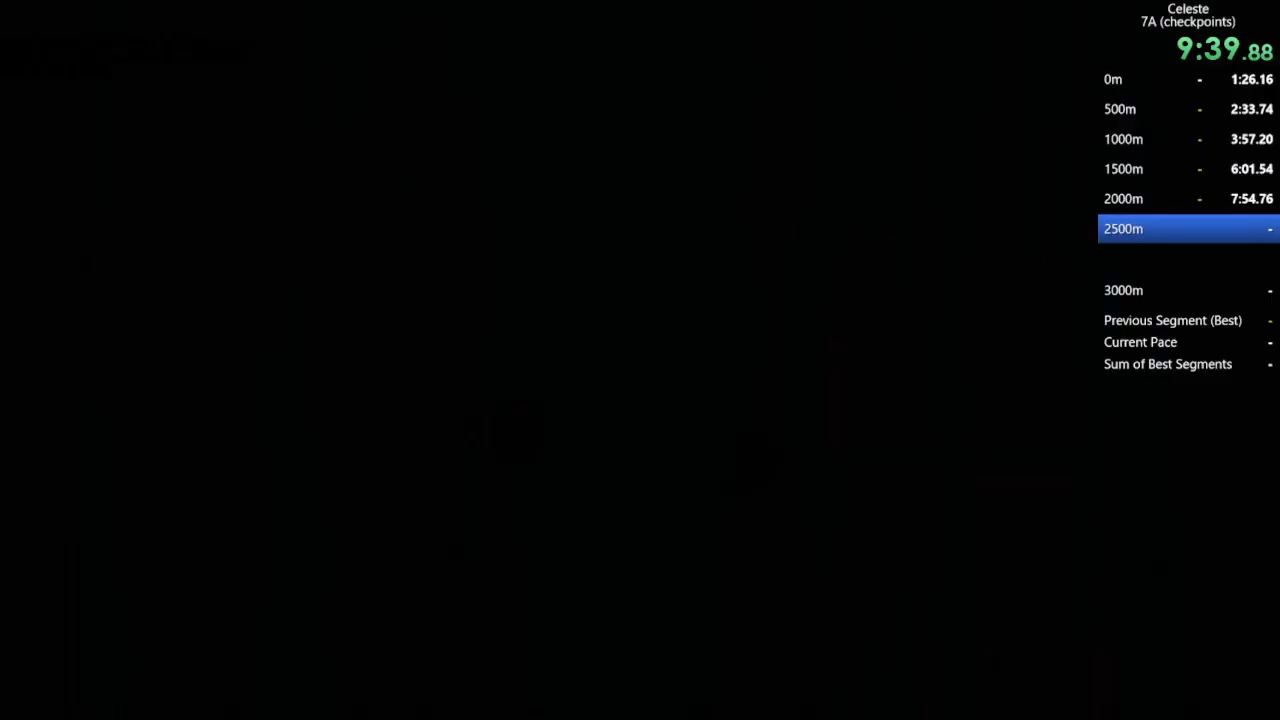 Celeste
7A (checkpoints)
9:39.88
0m - 1:26.16
500m - 2:33.74
1000m - 3:57.20
1500m - 6:01.54
2000m - 7:54.76
2500m -
3000m -
Previous Segment (Best) -
Current Pace -
Sum of Best Segments -